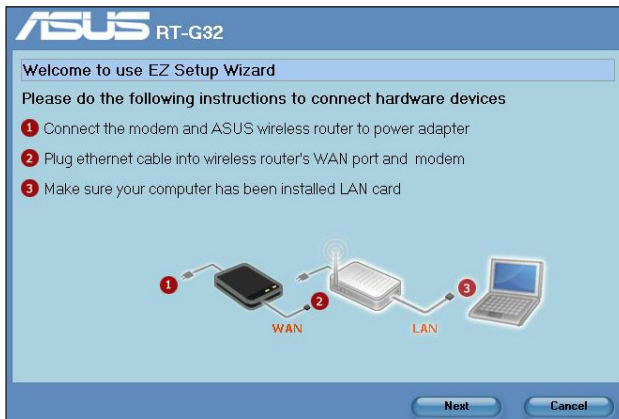 ASUS RT-G32
Welcome to use EZ Setup Wizard
Please do the following instructions to connect hardware devices
1 Connect the modem and ASUS wireless router to power adapter
2 Plug ethernet cable into wireless router's WAN port and modem
3 Make sure your computer has been installed LAN card
1
2
3
WAN
LAN
Next
Cancel